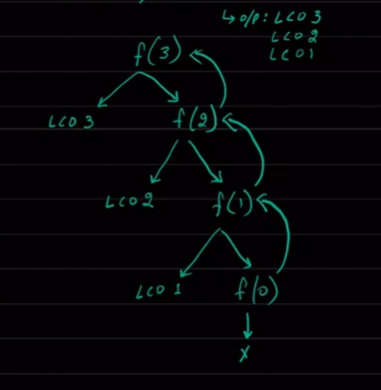 ↳ o/p: LCO 3
LCO 2
LCO 1
f(3)
LCO 3
f(2)
LCO 2
f(1)
LCO 1
f(0)
X